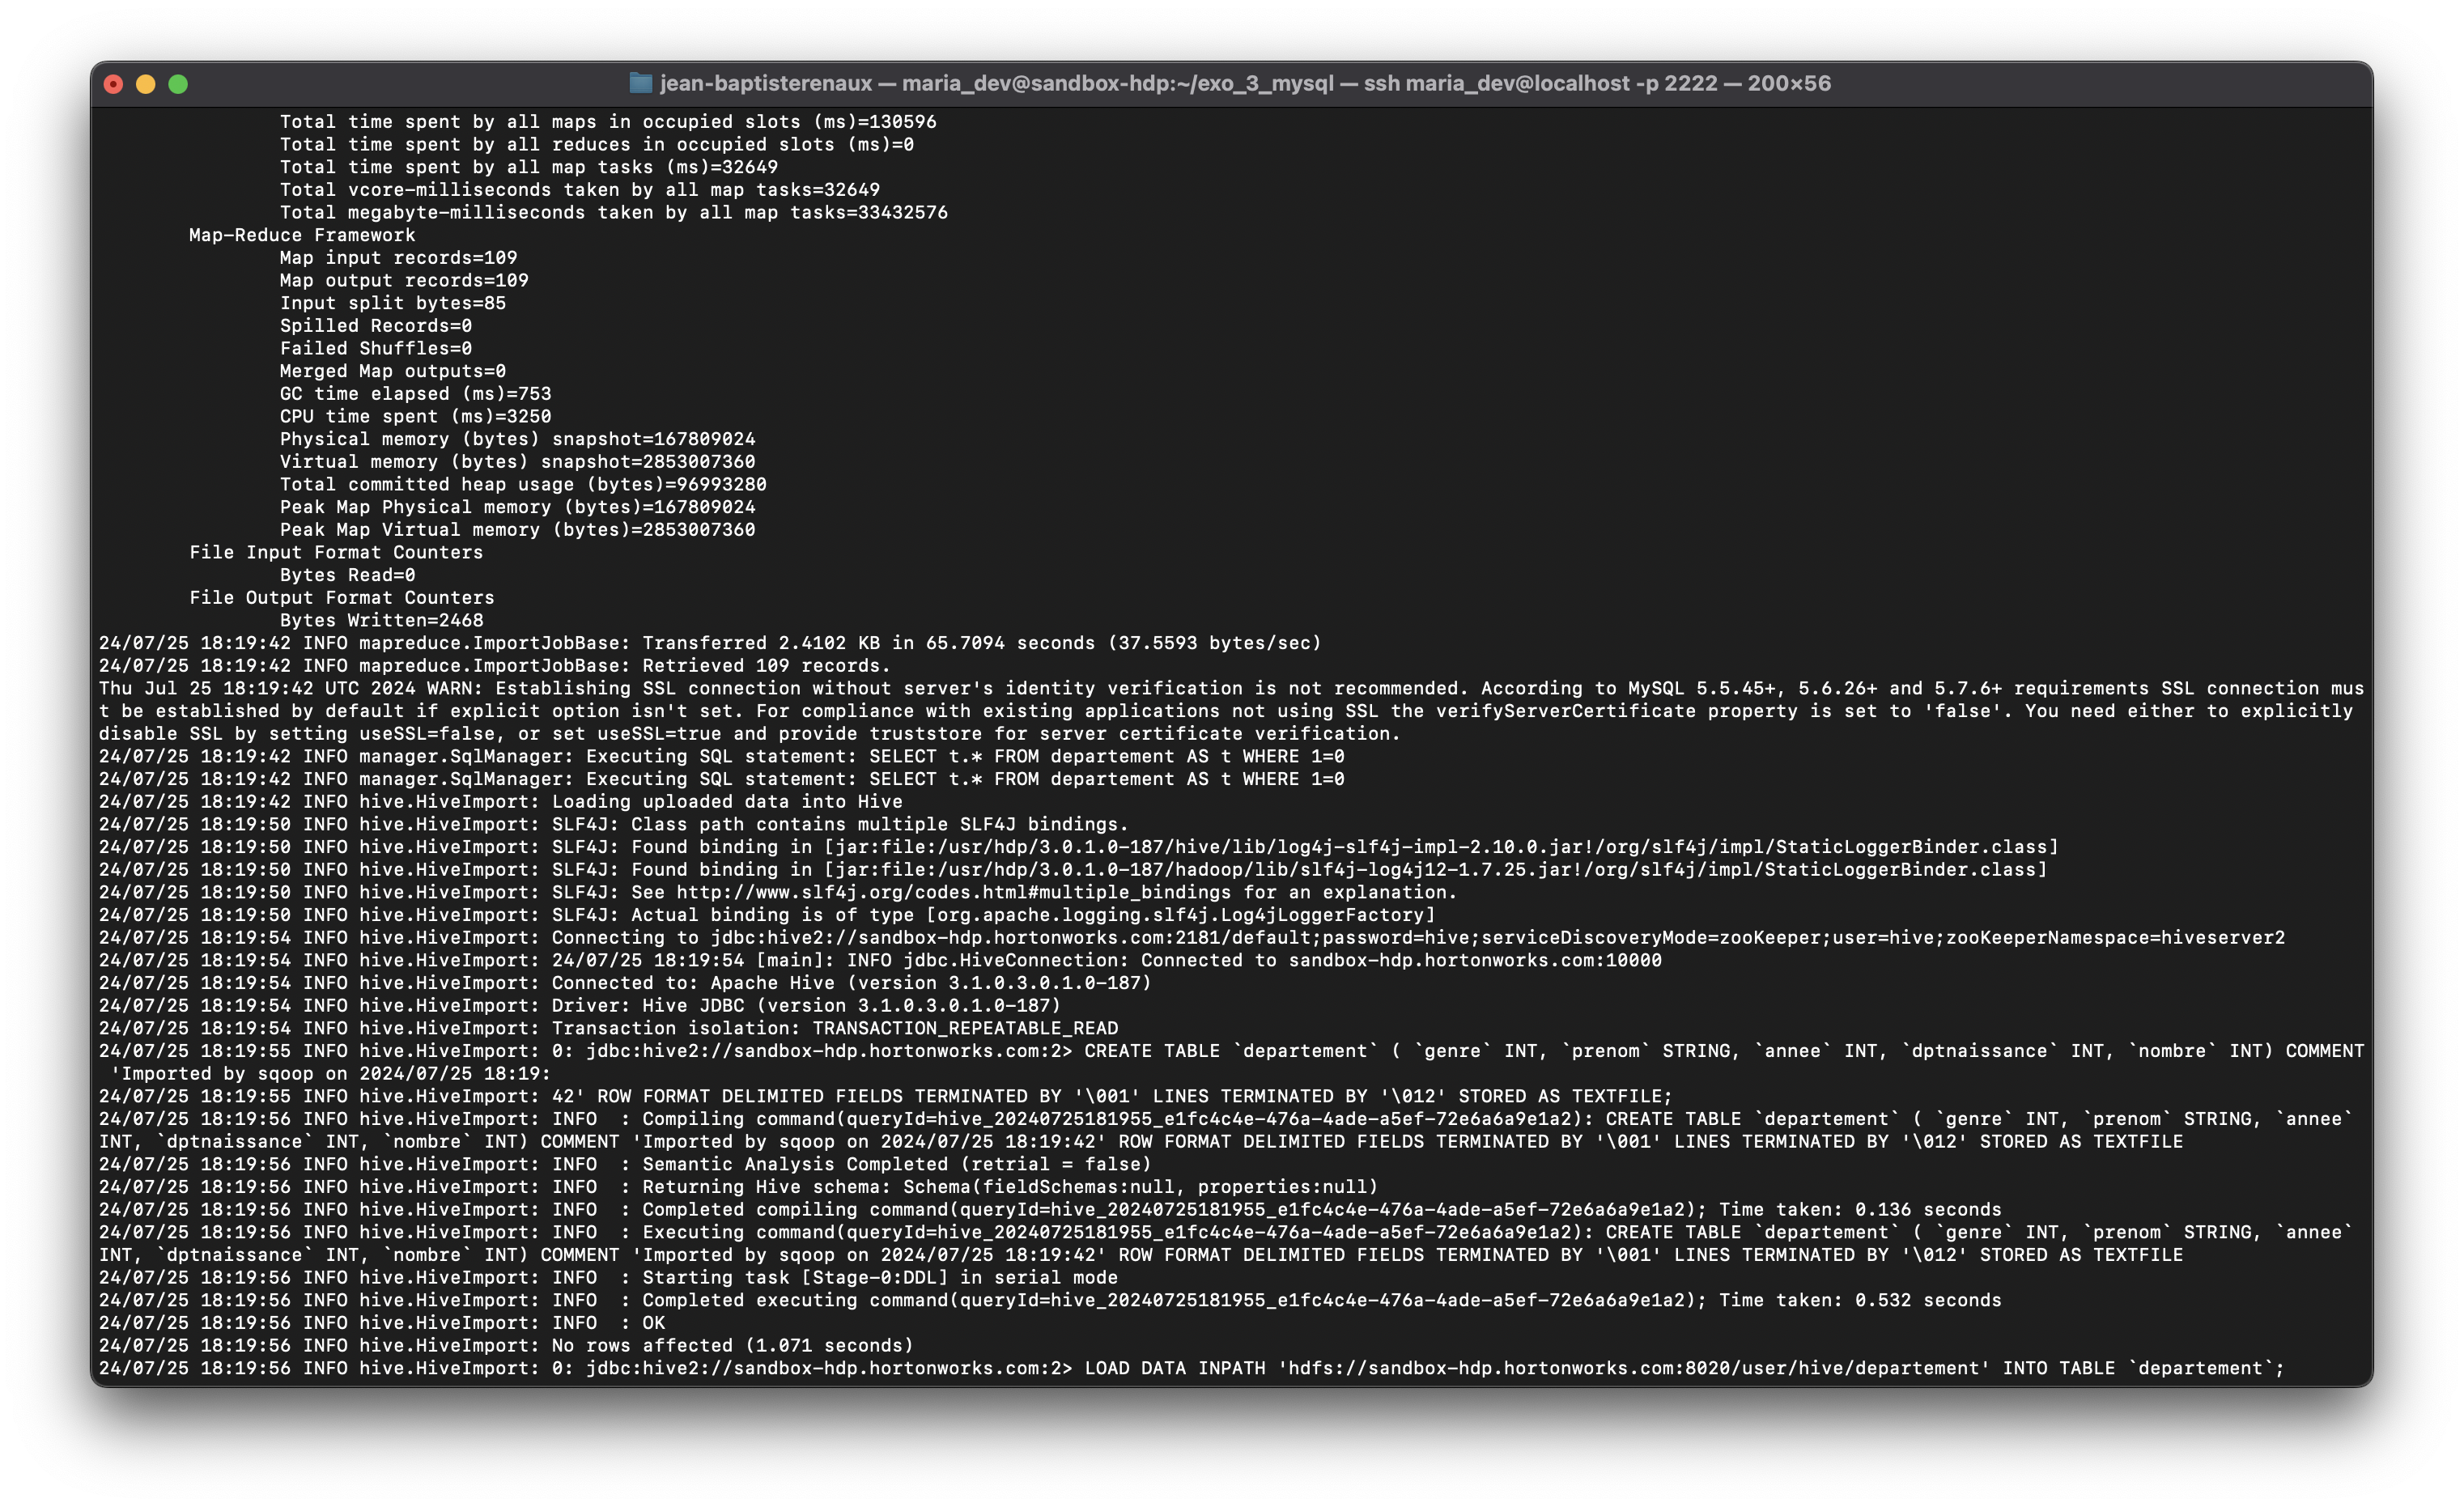 jean-baptisterenaux — maria_dev@sandbox-hdp:~/exo_3_mysql — ssh maria_dev@localhost -p 2222 — 200×56
Total time spent by all maps in occupied slots (ms)=130596
Total time spent by all reduces in occupied slots (ms)=0
Total time spent by all map tasks (ms)=32649
Total vcore-milliseconds taken by all map tasks=32649
Total megabyte-milliseconds taken by all map tasks=33432576
Map-Reduce Framework
Map input records=109
Map output records=109
Input split bytes=85
Spilled Records=0
Failed Shuffles=0
Merged Map outputs=0
GC time elapsed (ms)=753
CPU time spent (ms)=3250
Physical memory (bytes) snapshot=167809024
Virtual memory (bytes) snapshot=2853007360
Total committed heap usage (bytes)=96993280
Peak Map Physical memory (bytes)=167809024
Peak Map Virtual memory (bytes)=2853007360
File Input Format Counters
Bytes Read=0
File Output Format Counters
Bytes Written=2468
24/07/25 18:19:42 INFO mapreduce.ImportJobBase: Transferred 2.4102 KB in 65.7094 seconds (37.5593 bytes/sec)
24/07/25 18:19:42 INFO mapreduce.ImportJobBase: Retrieved 109 records.
Thu Jul 25 18:19:42 UTC 2024 WARN: Establishing SSL connection without server's identity verification is not recommended. According to MySQL 5.5.45+, 5.6.26+ and 5.7.6+ requirements SSL connection mus
t be established by default if explicit option isn't set. For compliance with existing applications not using SSL the verifyServerCertificate property is set to 'false'. You need either to explicitly
disable SSL by setting useSSL=false, or set useSSL=true and provide truststore for server certificate verification.
24/07/25 18:19:42 INFO manager.SqlManager: Executing SQL statement: SELECT t.* FROM departement AS t WHERE 1=0
24/07/25 18:19:42 INFO manager.SqlManager: Executing SQL statement: SELECT t.* FROM departement AS t WHERE 1=0
24/07/25 18:19:42 INFO hive.HiveImport: Loading uploaded data into Hive
24/07/25 18:19:50 INFO hive.HiveImport: SLF4J: Class path contains multiple SLF4J bindings.
24/07/25 18:19:50 INFO hive.HiveImport: SLF4J: Found binding in [jar:file:/usr/hdp/3.0.1.0-187/hive/lib/log4j-slf4j-impl-2.10.0.jar!/org/slf4j/impl/StaticLoggerBinder.class]
24/07/25 18:19:50 INFO hive.HiveImport: SLF4J: Found binding in [jar:file:/usr/hdp/3.0.1.0-187/hadoop/lib/slf4j-log4j12-1.7.25.jar!/org/slf4j/impl/StaticLoggerBinder.class]
24/07/25 18:19:50 INFO hive.HiveImport: SLF4J: See http://www.slf4j.org/codes.html#multiple_bindings for an explanation.
24/07/25 18:19:50 INFO hive.HiveImport: SLF4J: Actual binding is of type [org.apache.logging.slf4j.Log4jLoggerFactory]
24/07/25 18:19:54 INFO hive.HiveImport: Connecting to jdbc:hive2://sandbox-hdp.hortonworks.com:2181/default;password=hive;serviceDiscoveryMode=zooKeeper;user=hive;zooKeeperNamespace=hiveserver2
24/07/25 18:19:54 INFO hive.HiveImport: 24/07/25 18:19:54 [main]: INFO jdbc.HiveConnection: Connected to sandbox-hdp.hortonworks.com:10000
24/07/25 18:19:54 INFO hive.HiveImport: Connected to: Apache Hive (version 3.1.0.3.0.1.0-187)
24/07/25 18:19:54 INFO hive.HiveImport: Driver: Hive JDBC (version 3.1.0.3.0.1.0-187)
24/07/25 18:19:54 INFO hive.HiveImport: Transaction isolation: TRANSACTION_REPEATABLE_READ
24/07/25 18:19:55 INFO hive.HiveImport: 0: jdbc:hive2://sandbox-hdp.hortonworks.com:2> CREATE TABLE `departement` ( `genre` INT, `prenom` STRING, `annee` INT, `dptnaissance` INT, `nombre` INT) COMMENT
'Imported by sqoop on 2024/07/25 18:19:
24/07/25 18:19:55 INFO hive.HiveImport: 42' ROW FORMAT DELIMITED FIELDS TERMINATED BY '\001' LINES TERMINATED BY '\012' STORED AS TEXTFILE;
24/07/25 18:19:56 INFO hive.HiveImport: INFO  : Compiling command(queryId=hive_20240725181955_e1fc4c4e-476a-4ade-a5ef-72e6a6a9e1a2): CREATE TABLE `departement` ( `genre` INT, `prenom` STRING, `annee`
INT, `dptnaissance` INT, `nombre` INT) COMMENT 'Imported by sqoop on 2024/07/25 18:19:42' ROW FORMAT DELIMITED FIELDS TERMINATED BY '\001' LINES TERMINATED BY '\012' STORED AS TEXTFILE
24/07/25 18:19:56 INFO hive.HiveImport: INFO  : Semantic Analysis Completed (retrial = false)
24/07/25 18:19:56 INFO hive.HiveImport: INFO  : Returning Hive schema: Schema(fieldSchemas:null, properties:null)
24/07/25 18:19:56 INFO hive.HiveImport: INFO  : Completed compiling command(queryId=hive_20240725181955_e1fc4c4e-476a-4ade-a5ef-72e6a6a9e1a2); Time taken: 0.136 seconds
24/07/25 18:19:56 INFO hive.HiveImport: INFO  : Executing command(queryId=hive_20240725181955_e1fc4c4e-476a-4ade-a5ef-72e6a6a9e1a2): CREATE TABLE `departement` ( `genre` INT, `prenom` STRING, `annee`
INT, `dptnaissance` INT, `nombre` INT) COMMENT 'Imported by sqoop on 2024/07/25 18:19:42' ROW FORMAT DELIMITED FIELDS TERMINATED BY '\001' LINES TERMINATED BY '\012' STORED AS TEXTFILE
24/07/25 18:19:56 INFO hive.HiveImport: INFO  : Starting task [Stage-0:DDL] in serial mode
24/07/25 18:19:56 INFO hive.HiveImport: INFO  : Completed executing command(queryId=hive_20240725181955_e1fc4c4e-476a-4ade-a5ef-72e6a6a9e1a2); Time taken: 0.532 seconds
24/07/25 18:19:56 INFO hive.HiveImport: INFO  : OK
24/07/25 18:19:56 INFO hive.HiveImport: No rows affected (1.071 seconds)
24/07/25 18:19:56 INFO hive.HiveImport: 0: jdbc:hive2://sandbox-hdp.hortonworks.com:2> LOAD DATA INPATH 'hdfs://sandbox-hdp.hortonworks.com:8020/user/hive/departement' INTO TABLE `departement`;